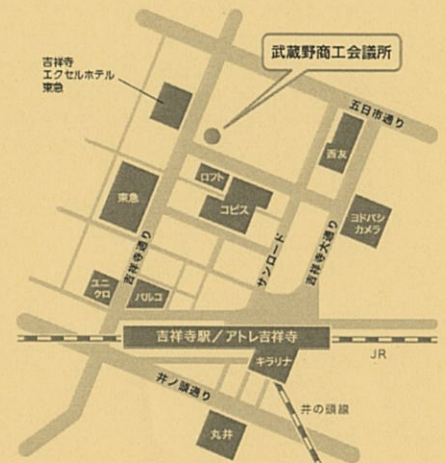 武蔵野商工会議所
吉祥寺
エクセルホテル
東急
五日市通り
西友
ロフト
コピス
東急
ヨドバシ
カメラ
吉祥寺通り
サンロード
吉祥寺大通り
ユニ
クロ
パルコ
吉祥寺駅/アトレ吉祥寺
キラリナ
JR
井ノ頭通り
井の頭線
丸井